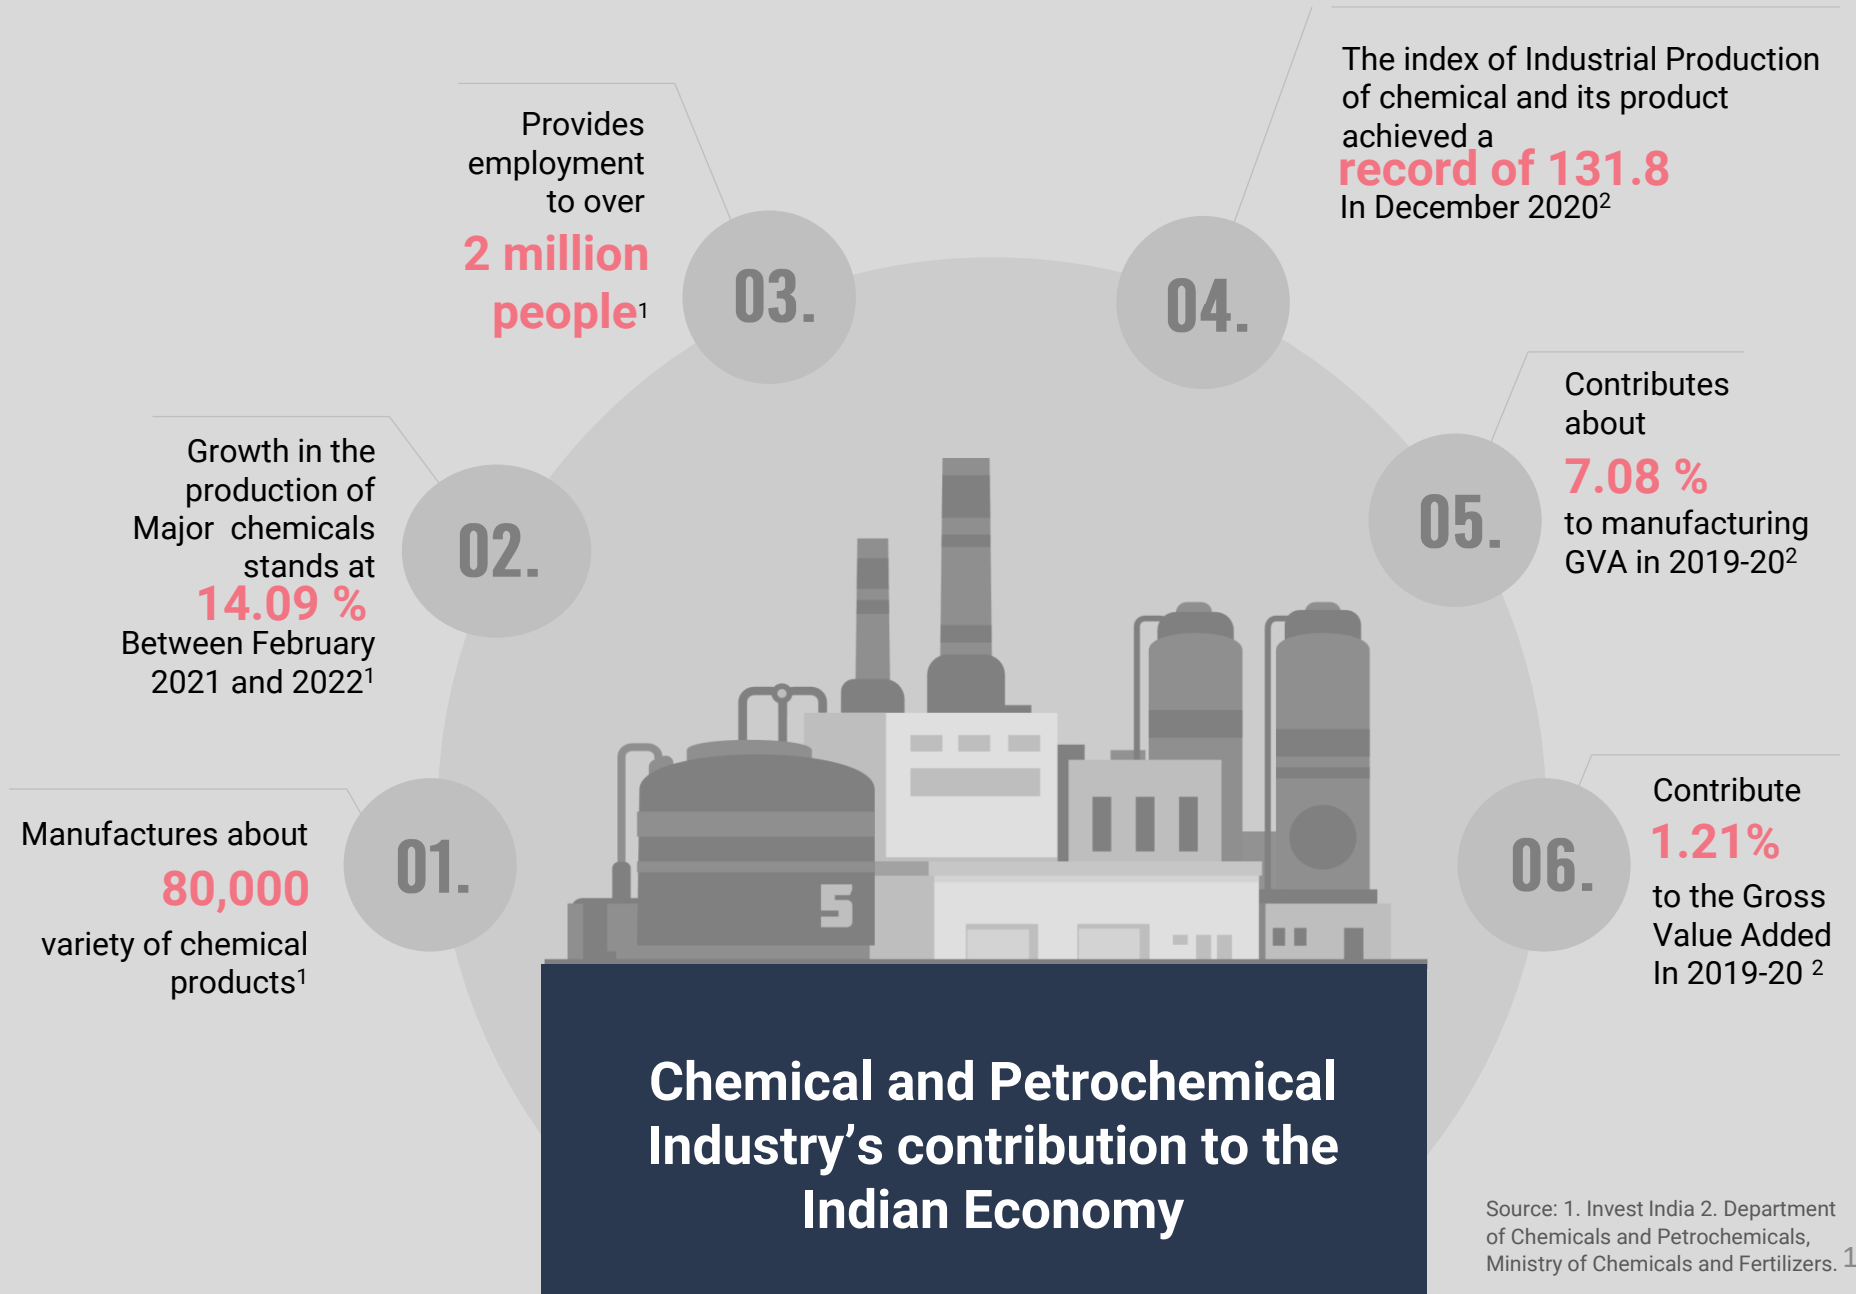 01.
Manufactures about
80,000
variety of chemical
products¹
02.
Growth in the
production of
Major chemicals
stands at
14.09 %
Between February
2021 and 2022¹
03.
Provides
employment
to over
2 million
people¹
04.
The index of Industrial Production
of chemical and its product
achieved a
record of 131.8
In December 2020²
05.
Contributes
about
7.08 %
to manufacturing
GVA in 2019-20²
06.
Contribute
1.21%
to the Gross
Value Added
In 2019-20 ²
5
Chemical and Petrochemical
Industry’s contribution to the
Indian Economy
Source: 1. Invest India 2. Department
of Chemicals and Petrochemicals,
Ministry of Chemicals and Fertilizers.
1